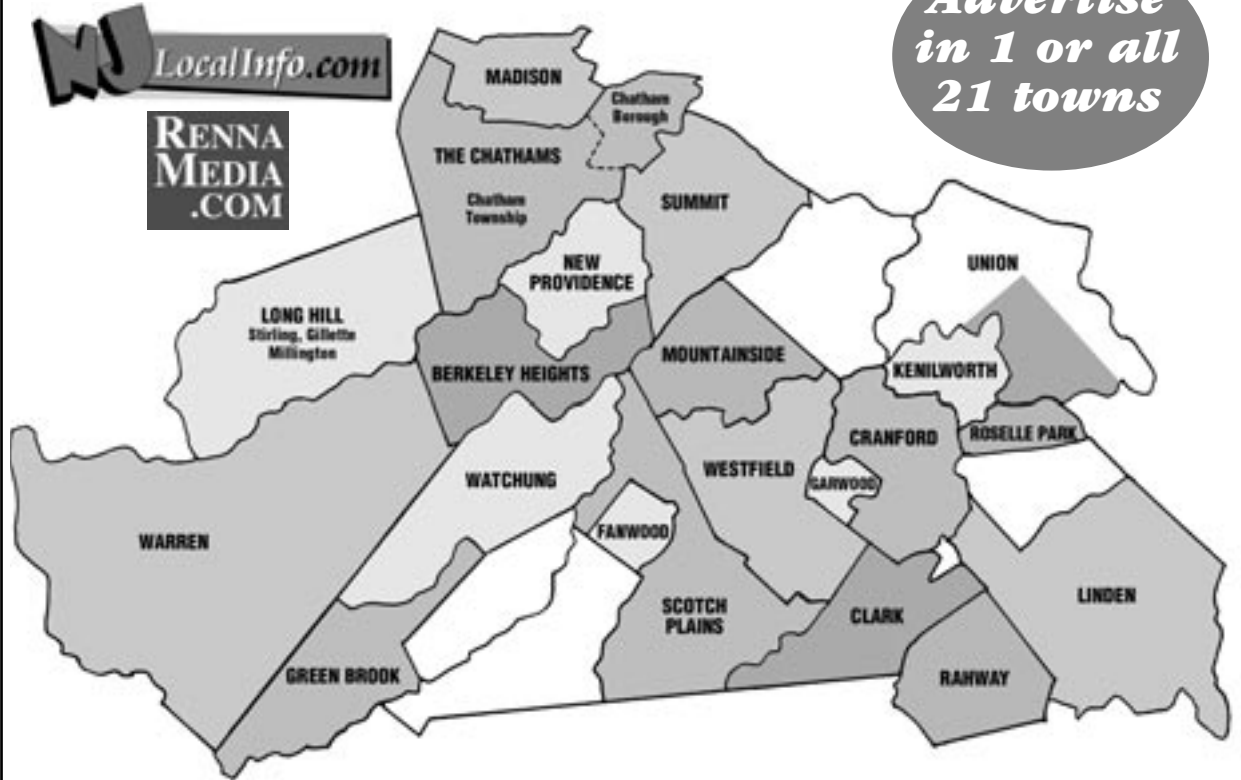 NJ LocalInfo.com
RENNA
MEDIA
.COM
Advertise
in 1 or all
21 towns
MADISON
Chatham
Borough
THE CHATHAMS
Chatham
Township
SUMMIT
NEW
PROVIDENCE
UNION
LONG HILL
Stirling, Gillette
Millington
MOUNTAINSIDE
BERKELEY HEIGHTS
KENILWORTH
CRANFORD
ROSELLE PARK
WESTFIELD
WATCHUNG
GARWOOD
FANWOOD
WARREN
SCOTCH
PLAINS
CLARK
LINDEN
GREEN BROOK
RAHWAY